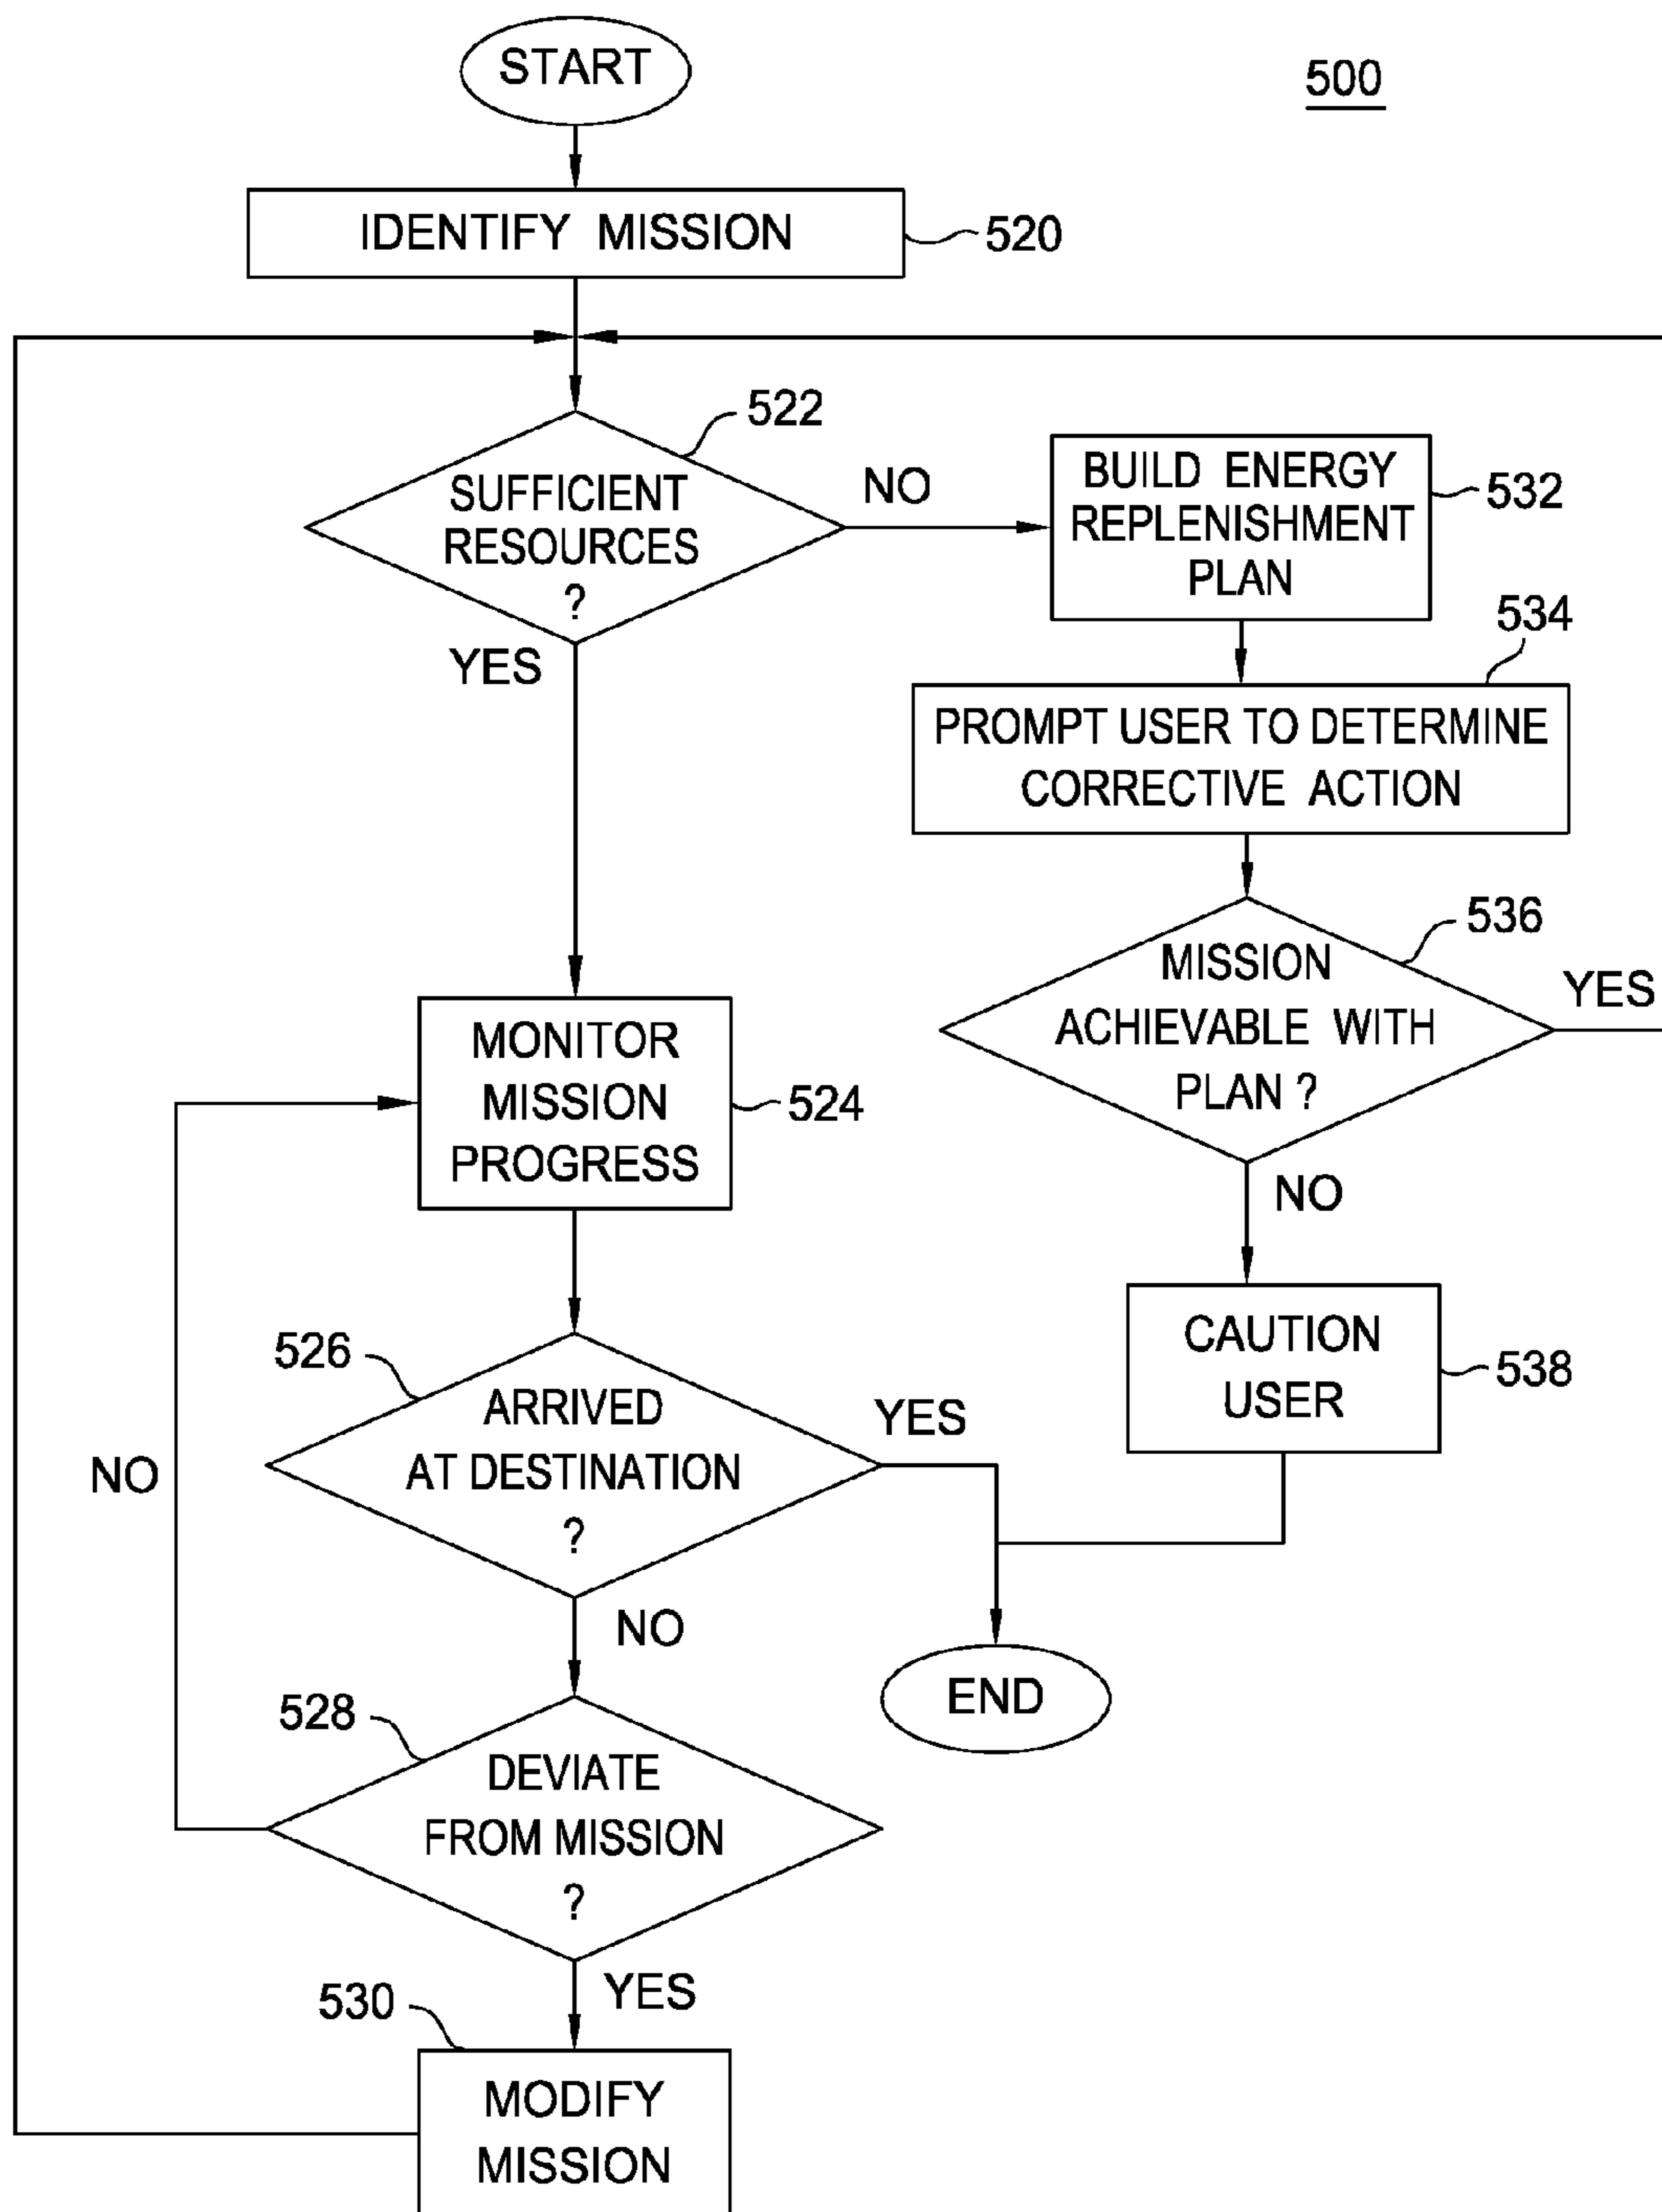 START
500
IDENTIFY MISSION
520
522
SUFFICIENT
RESOURCES
?
NO
YES
BUILD ENERGY
REPLENISHMENT
PLAN
532
534
PROMPT USER TO DETERMINE
CORRECTIVE ACTION
536
MISSION
ACHIEVABLE WITH
PLAN ?
YES
NO
MONITOR
MISSION
PROGRESS
524
CAUTION
USER
538
526
ARRIVED
AT DESTINATION
?
YES
NO
NO
END
528
DEVIATE
FROM MISSION
?
YES
530
MODIFY
MISSION